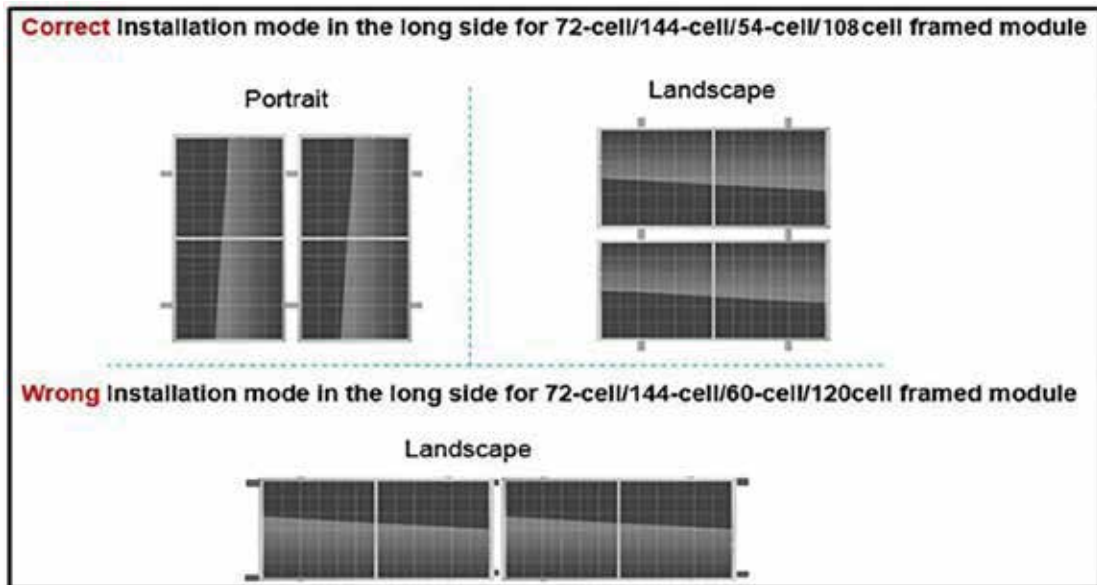 Correct Installation mode in the long side for 72-cell/144-cell/54-cell/108cell framed module
Portrait
Landscape
Wrong Installation mode in the long side for 72-cell/144-cell/60-cell/120cell framed module
Landscape